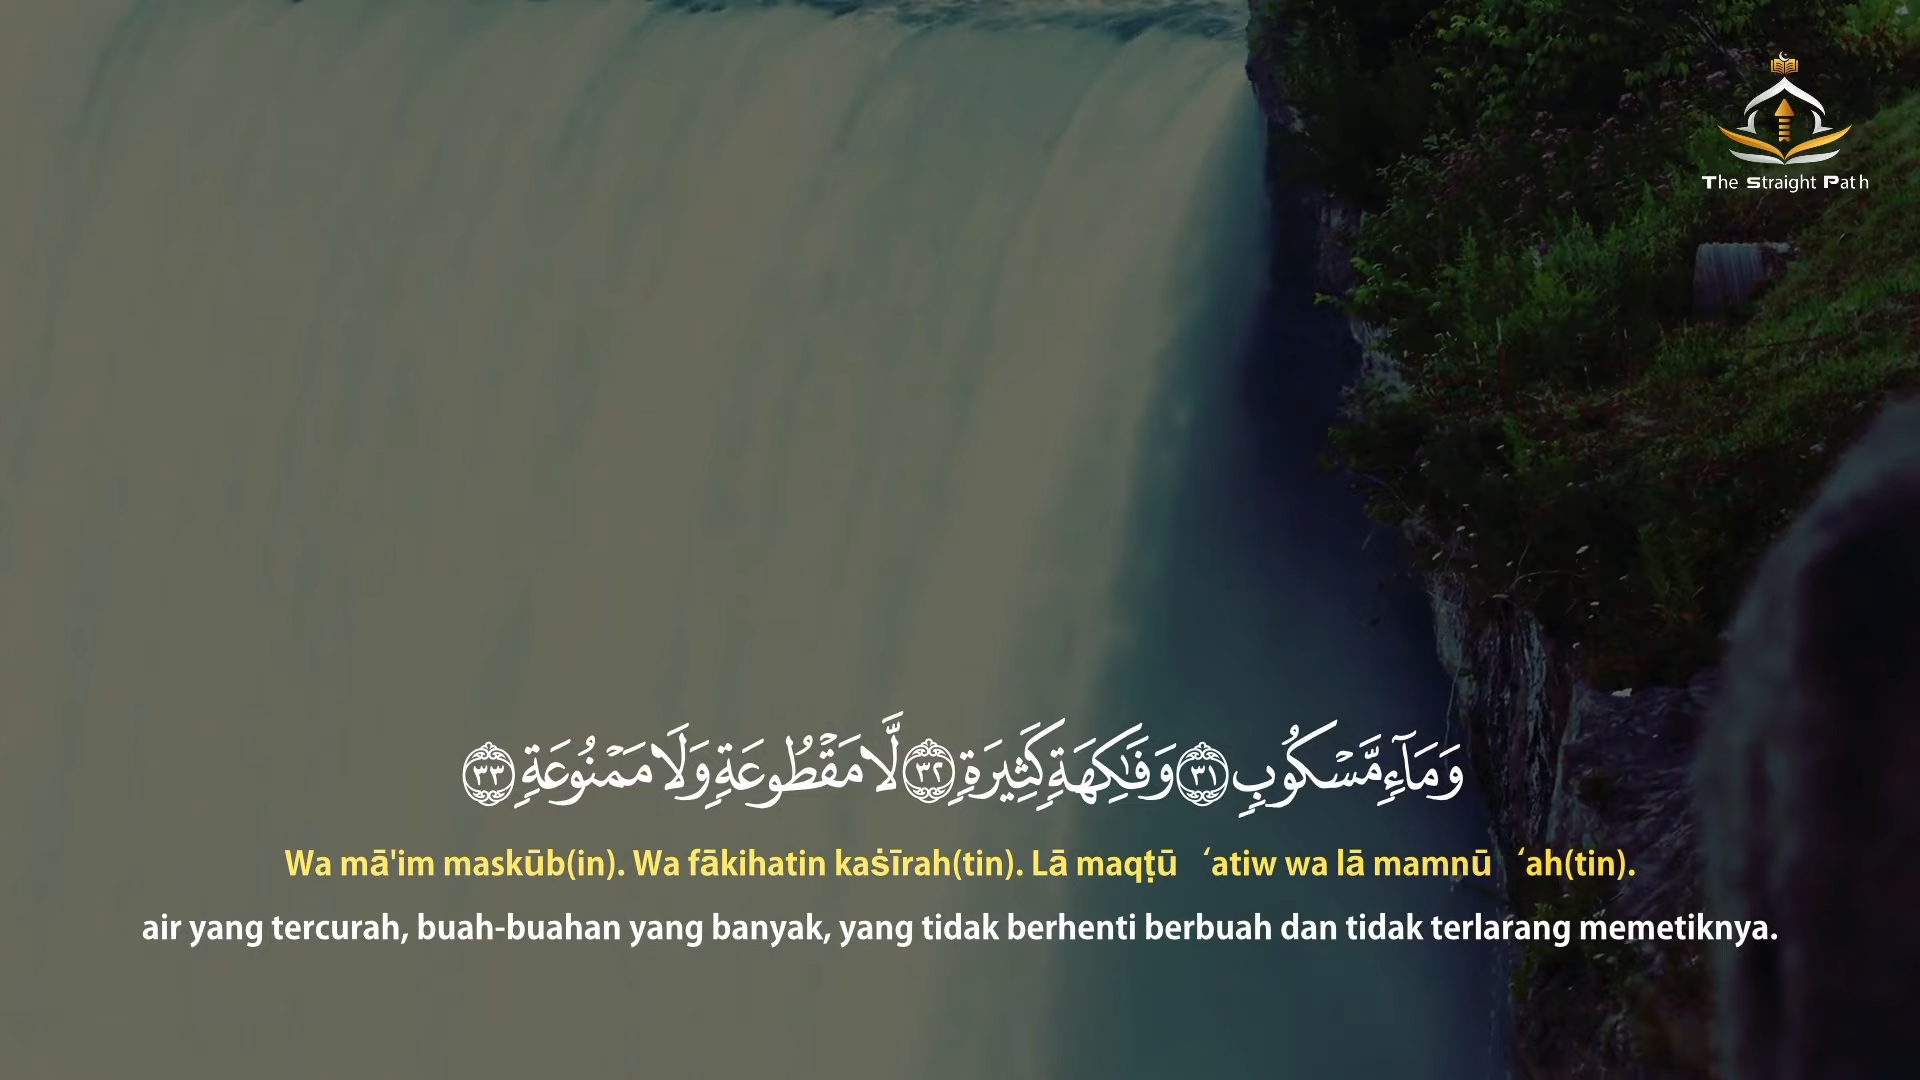 The Straight Path
وَمَآءٍ مَّسْكُوبٍ ٣١ وَفَٰكِهَةٍ كَثِيرَةٍ ٣٢ لَّا مَقْطُوعَةٍ وَلَا مَمْنُوعَةٍ ٣٣
Wa mā'im maskūb(in). Wa fākihatin kaṡīrah(tin). Lā maqṭū ‘atiw wa lā mamnū ‘ah(tin).
air yang tercurah, buah-buahan yang banyak, yang tidak berhenti berbuah dan tidak terlarang memetiknya.